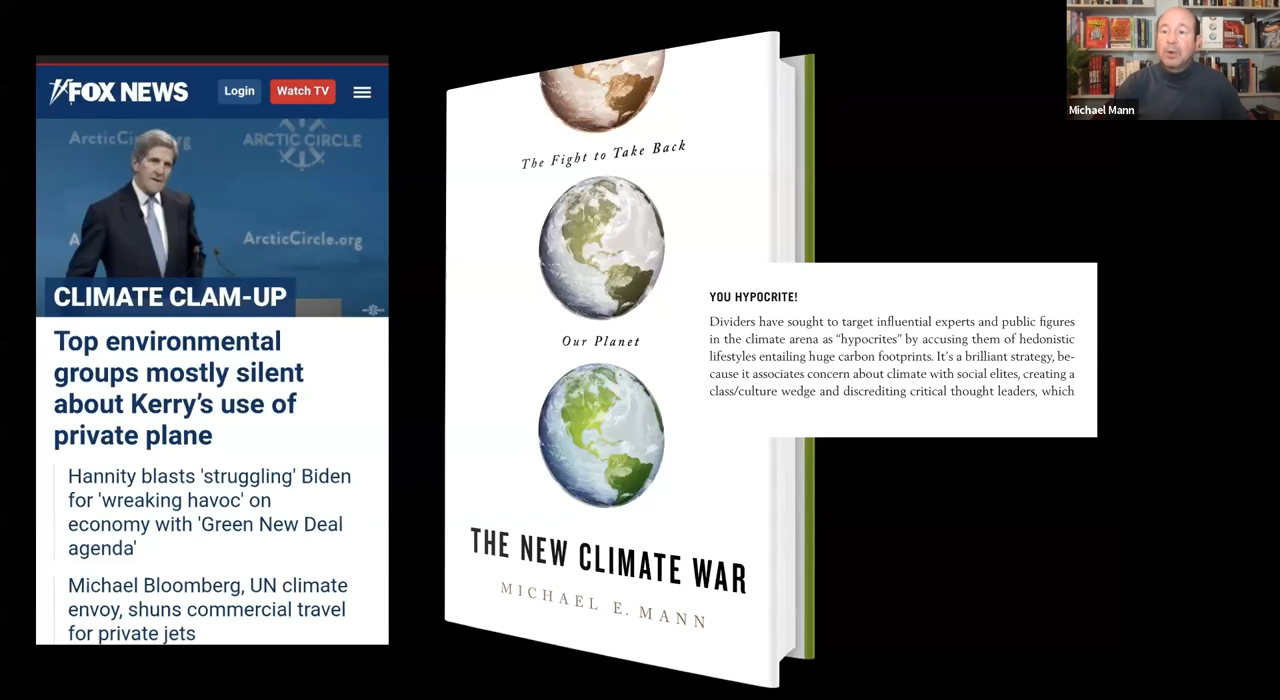 FOX NEWS
Login
Watch TV
ArcticCir rg
ARCTIC CIRCLE
A
ArcticCircle.org
CLIMATE CLAM-UP
Top environmental
groups mostly silent
about Kerry's use of
private plane
Hannity blasts 'struggling' Biden
for 'wreaking havoc' on
economy with 'Green New Deal
agenda'
Michael Bloomberg, UN climate
envoy, shuns commercial travel
for private jets
The Fight to Take Back
Our Planet
THE NEW CLIMATE WAR
MICHAEL E. MANN
YOU HYPOCRITE!
Dividers have sought to target influential experts and public figures
in the climate arena as “hypocrites” by accusing them of hedonistic
lifestyles entailing huge carbon footprints. It’s a brilliant strategy, be-
cause it associates concern about climate with social elites, creating a
class/culture wedge and discrediting critical thought leaders, which
Michael Mann